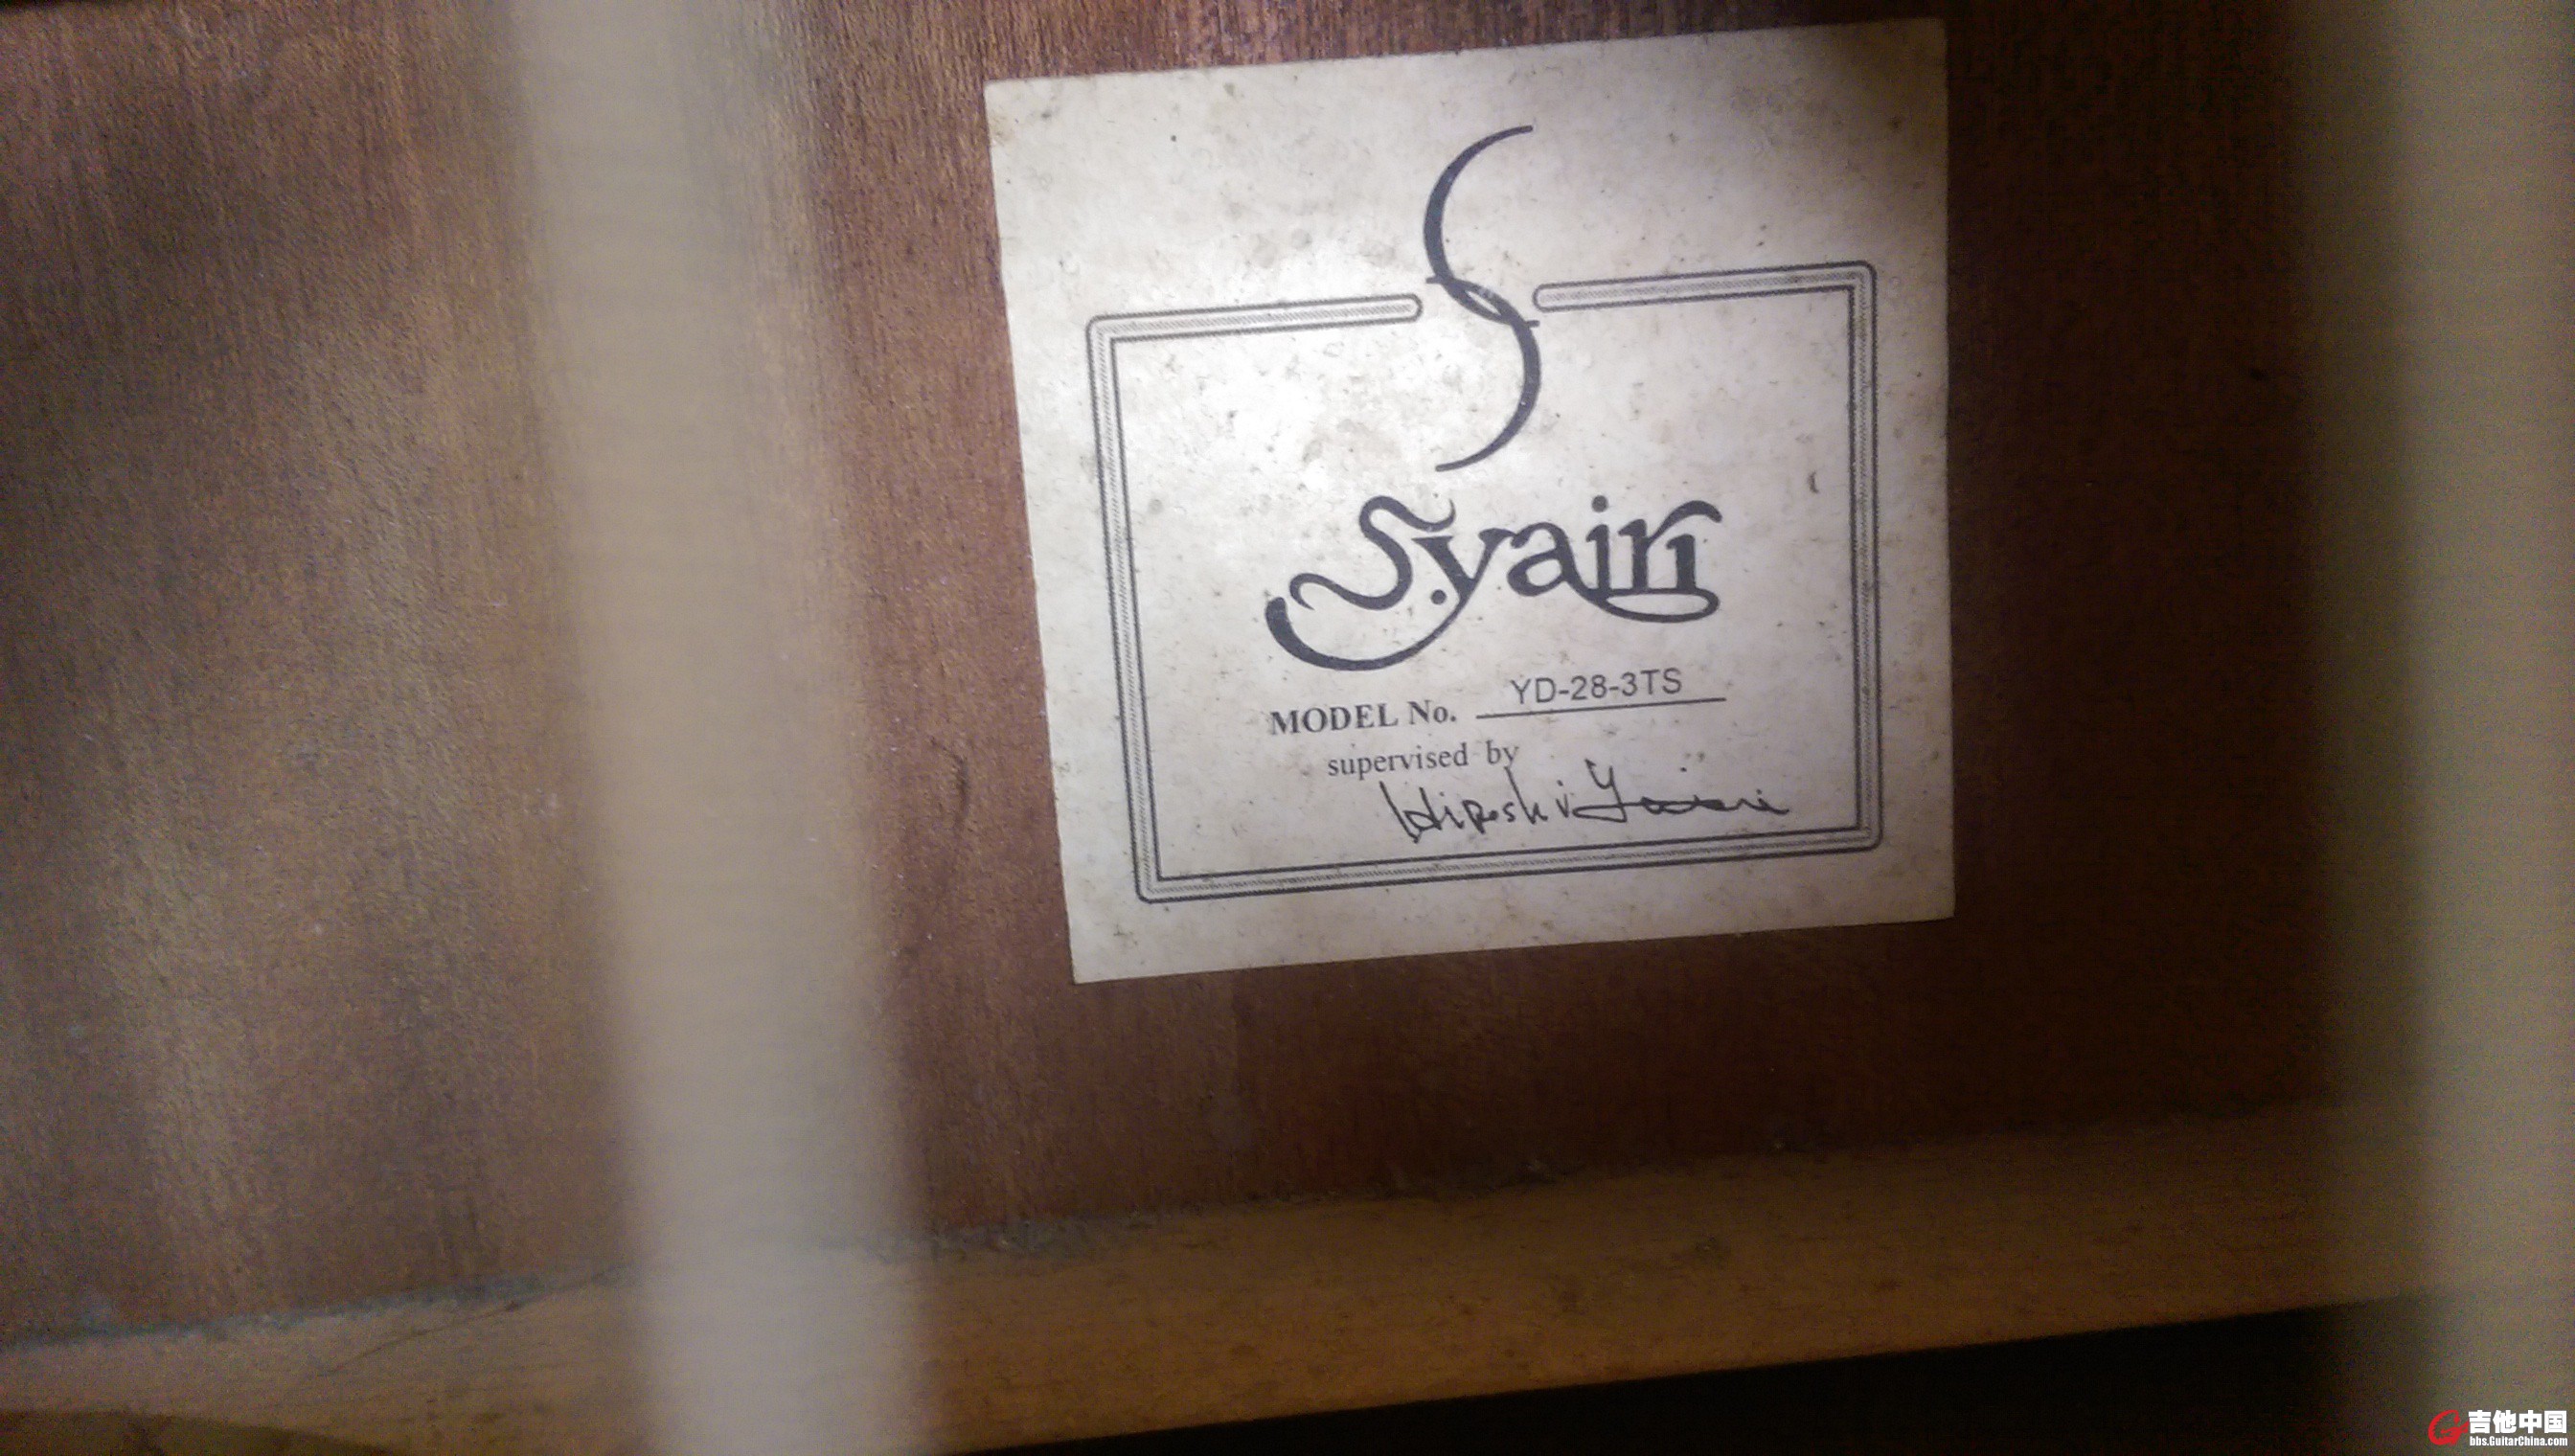 S
S.yairi
MODEL No. YD-28-3TS
supervised by
Hiroshi Yairi
吉他中国
bbs.GuitarChina.com